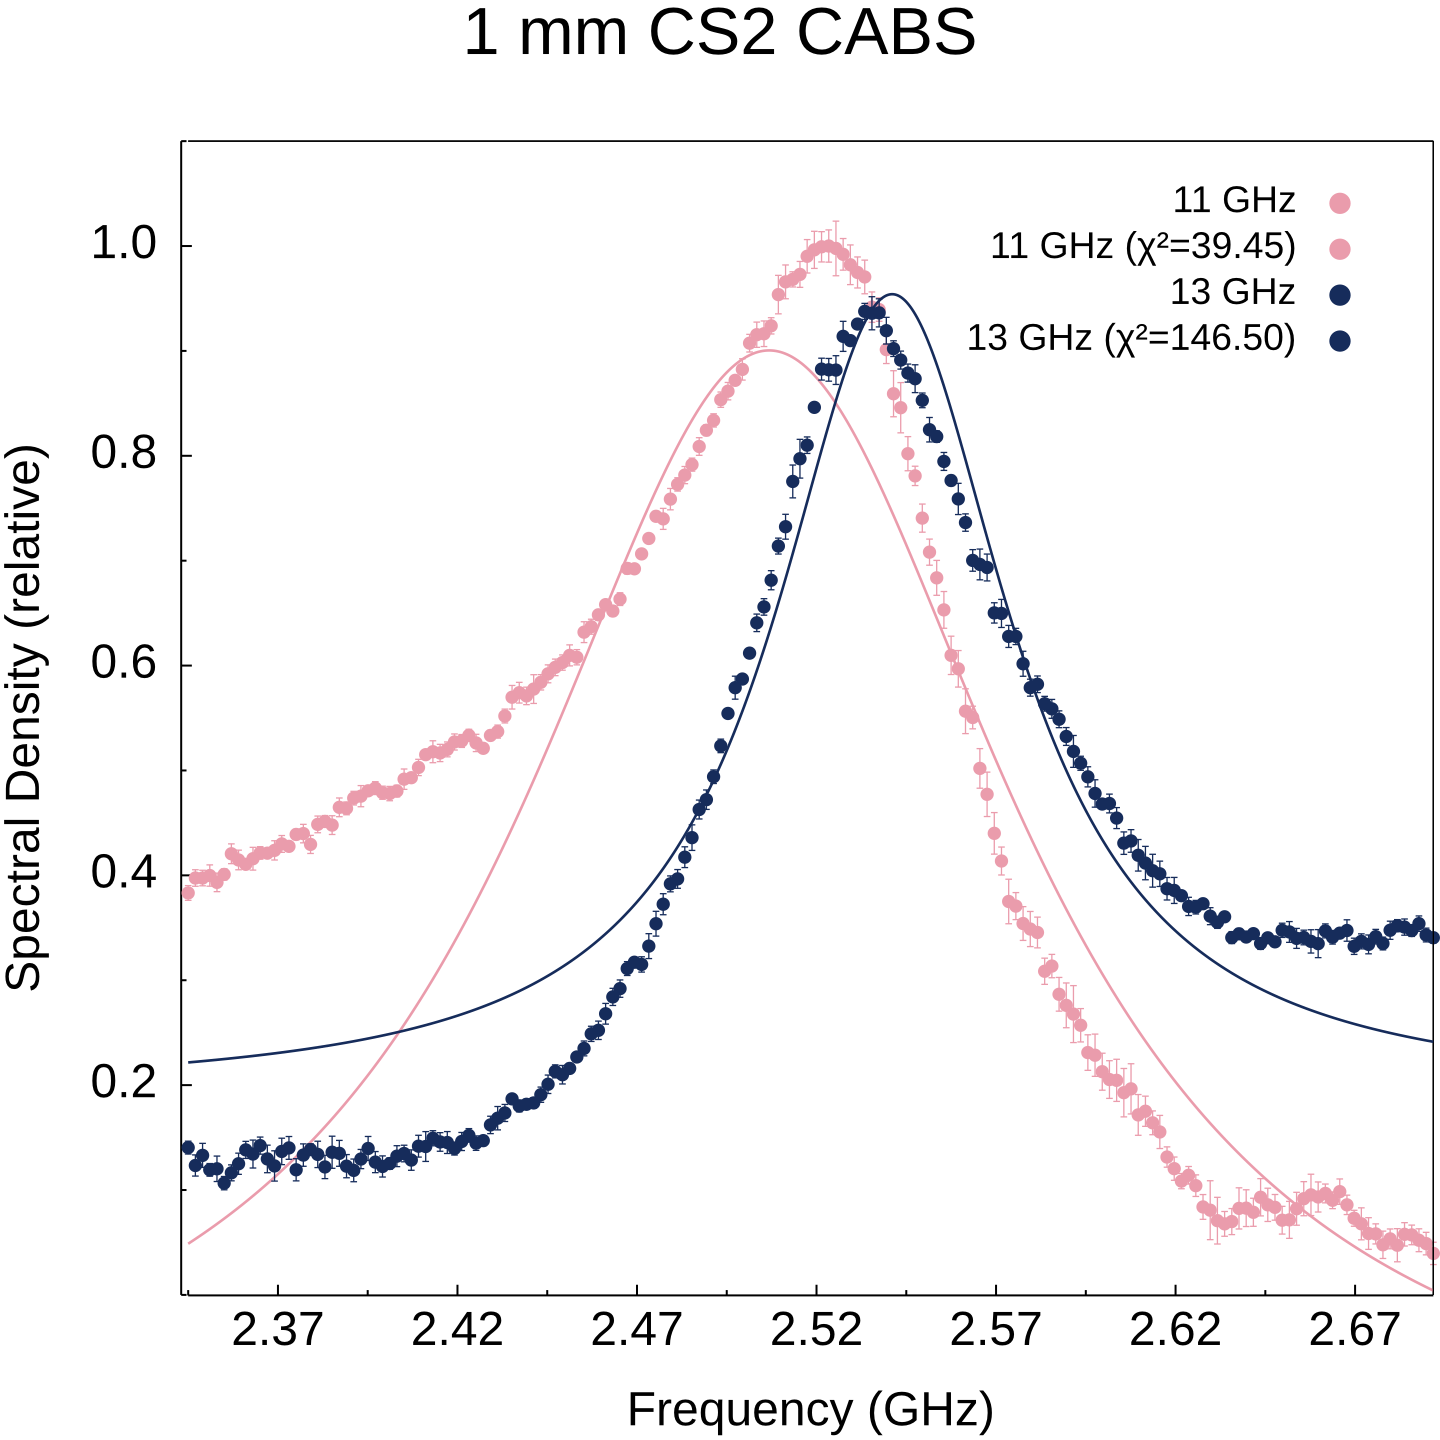 1 mm CS2 CABS
11 GHz
11 GHz (χ²=39.45)
13 GHz
13 GHz (χ²=146.50)
Spectral Density (relative)
1.0
0.8
0.6
0.4
0.2
2.37 2.42 2.47 2.52 2.57 2.62 2.67
Frequency (GHz)